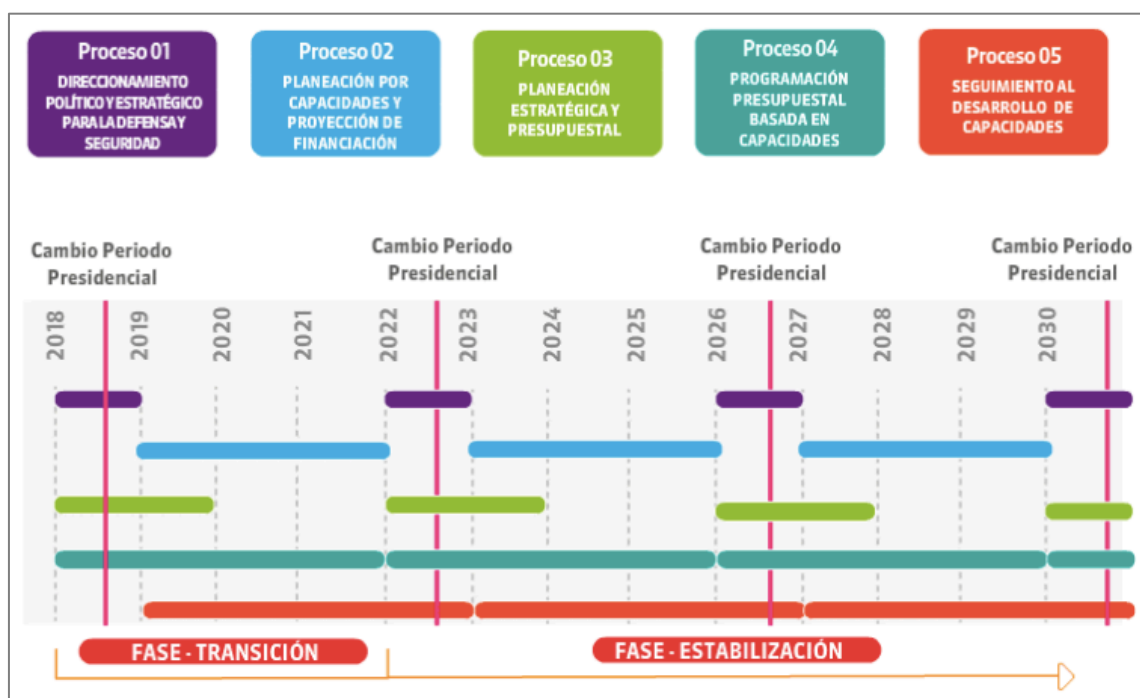 Proceso 01
DIRECCIONAMIENTO
POLÍTICO Y ESTRATÉGICO
PARA LA DEFENSA Y
SEGURIDAD
Proceso 02
PLANEACIÓN POR
CAPACIDADES Y
PROYECCIÓN DE
FINANCIACIÓN
Proceso 03
PLANEACIÓN
ESTRATÉGICA Y
PRESUPUESTAL
Proceso 04
PROGRAMACIÓN
PRESUPUESTAL
BASADA EN
CAPACIDADES
Proceso 05
SEGUIMIENTO AL
DESARROLLO DE
CAPACIDADES
Cambio Periodo
Presidencial
Cambio Periodo
Presidencial
Cambio Periodo
Presidencial
Cambio Periodo
Presidencial
2018
2019
2020
2021
2022
2023
2024
2025
2026
2027
2028
2029
2030
FASE - TRANSICIÓN
FASE - ESTABILIZACIÓN